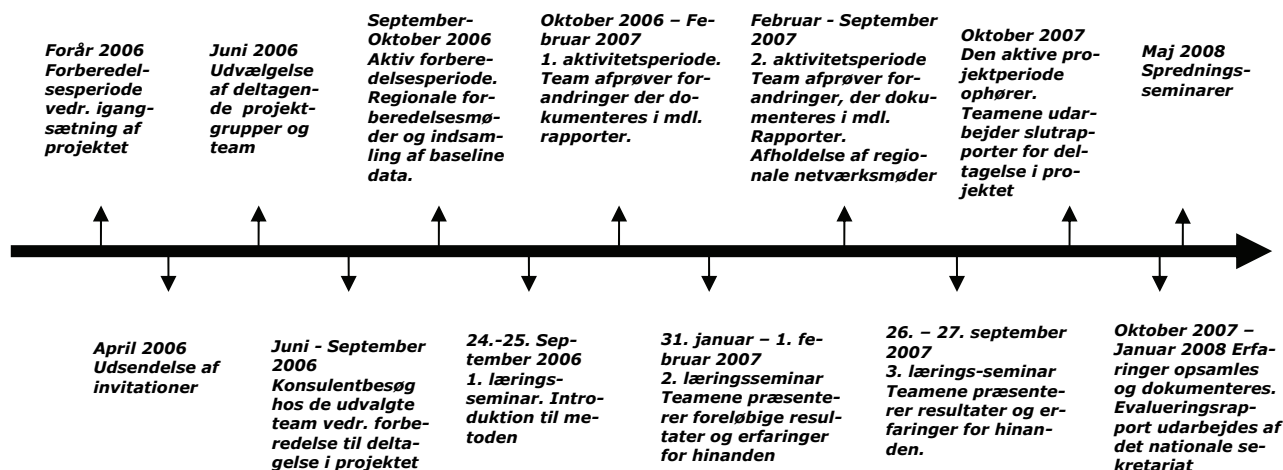 Forår 2006
Forberedel-
sesperiode
vedr. igang-
sætning af
projektet
Juni 2006
Udvælgelse
af deltagen-
de projekt-
grupper og
team
September-
Oktober 2006
Aktiv forbere-
delsesperiode.
Regionale for-
beredelsesmø-
der og indsam-
ling af baseline
data.
Oktober 2006 – Fe-
bruar 2007
1. aktivitetsperiode.
Team afprøver for-
andringer der do-
kumenteres i mdl.
rapporter.
Februar - September
2007
2. aktivitetsperiode
Team afprøver for-
andringer, der doku-
menteres i mdl.
Rapporter.
Afholdelse af regio-
nale netværksmøder
Oktober 2007
Den aktive pro-
jektperiode
ophører.
Teamene udar-
bejder slutrap-
porter for del-
tagelse i pro-
jektet
Maj 2008
Sprednings-
seminarer
April 2006
Udsendelse af
invitationer
Juni - September
2006
Konsulentbesøg
hos de udvalgte
team vedr. forbe-
redelse til delta-
gelse i projektet
24.-25. Sep-
tember 2006
1. lærings-
seminar. Intro-
duktion til me-
toden
31. januar – 1. fe-
bruar 2007
2. læringsseminar
Teamene præsente-
rer foreløbige resul-
tater og erfaringer
for hinanden
26. – 27. september
2007
3. lærings-seminar
Teamene præsente-
rer resultater og er-
faringer for hinan-
den.
Oktober 2007 –
Januar 2008 Erfa-
ringer opsamles
og dokumenteres.
Evalueringsrap-
port udarbejdes af
det nationale se-
kretariat